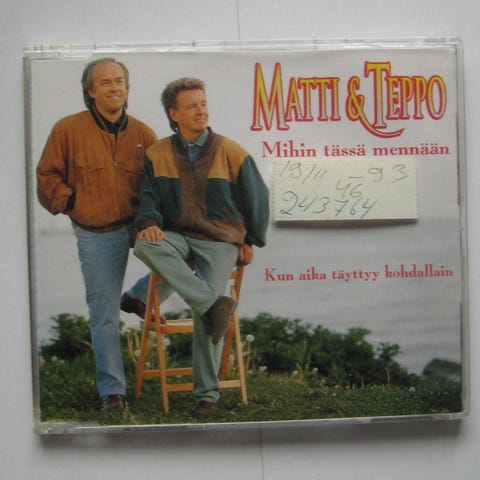 MATTI & TEPPO
Mihin tässä mennään
19/11 - 93
46
243764
Kun aika täyttyy kohdallain